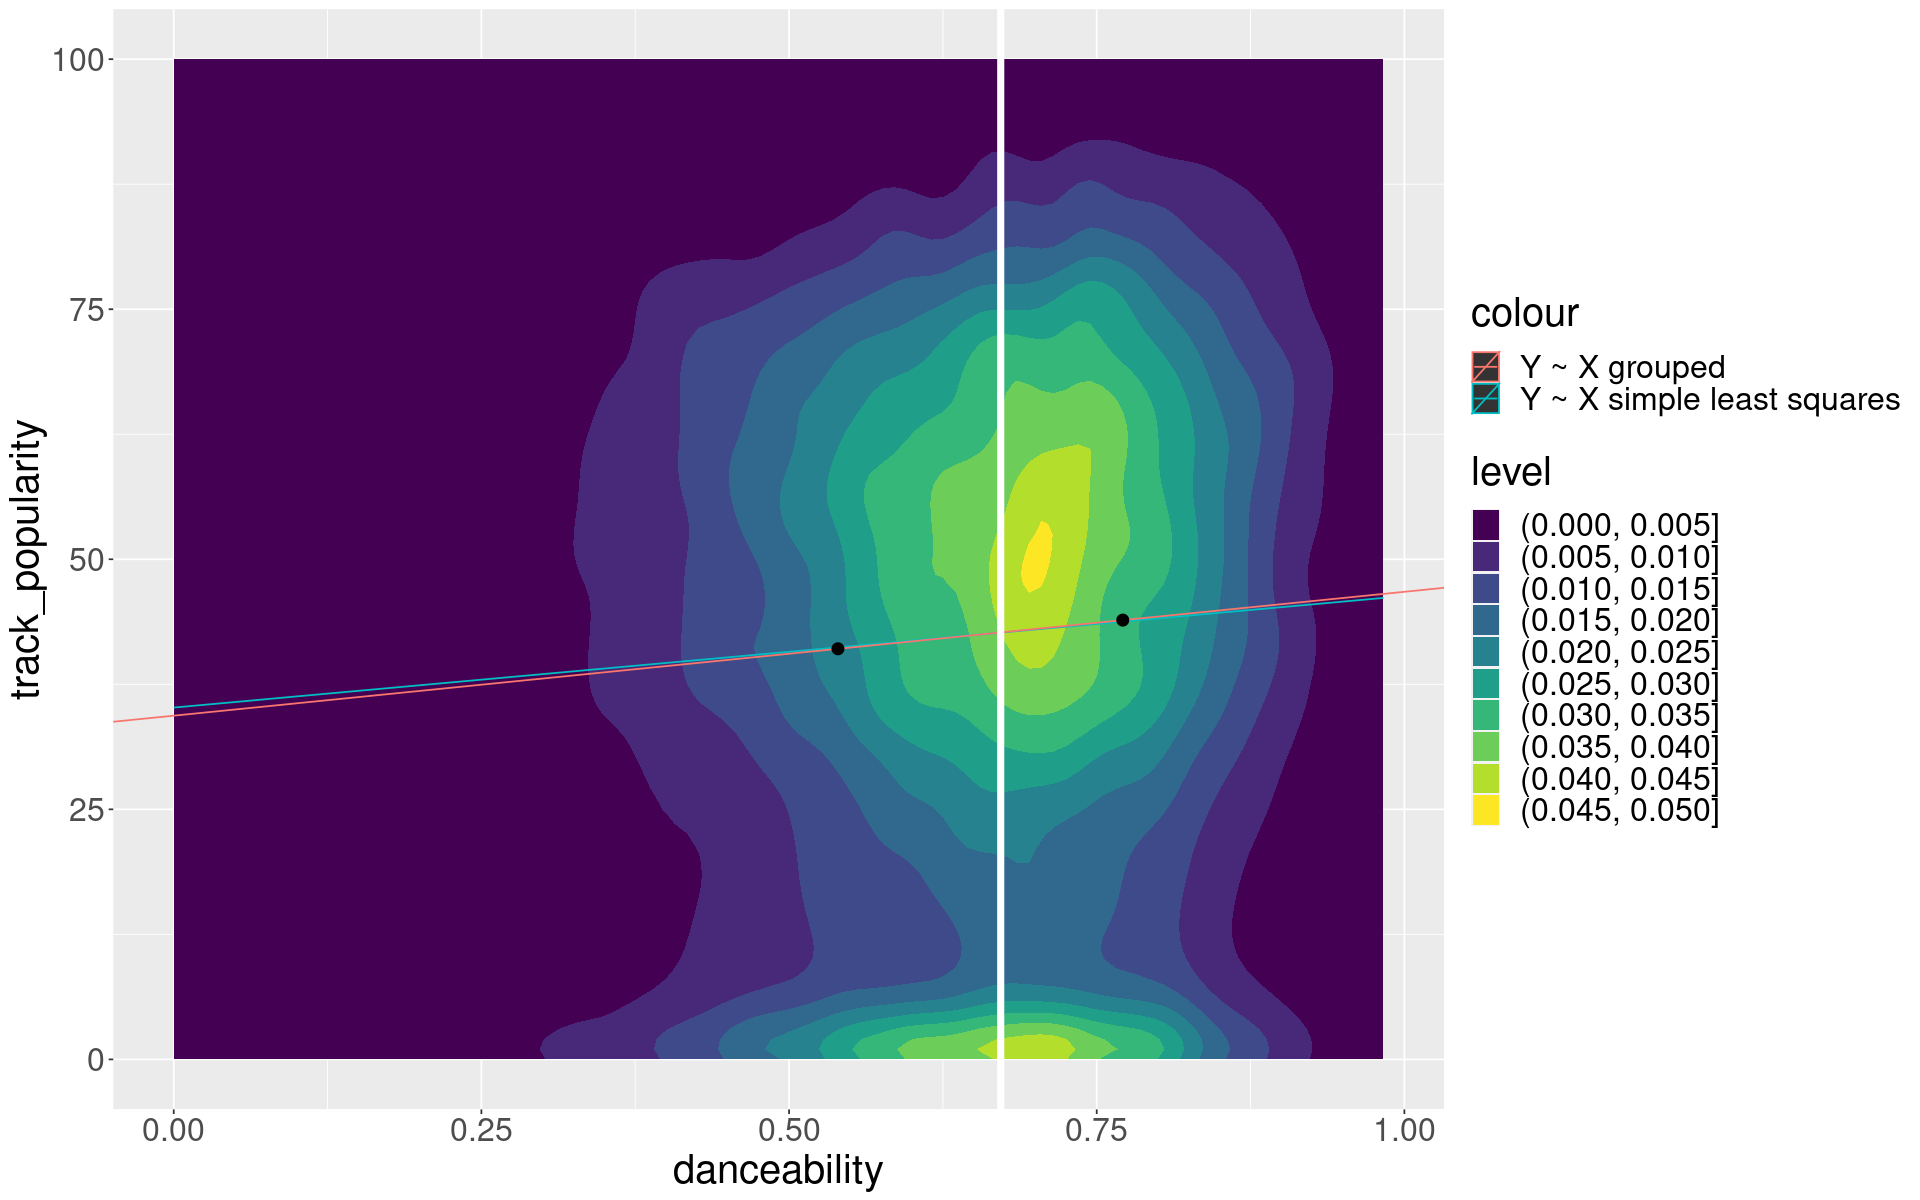 100
75
50
25
0
track_popularity
0.00 0.25 0.50 0.75 1.00
danceability
colour
Y ~ X grouped
Y ~ X simple least squares
level
(0.000, 0.005]
(0.005, 0.010]
(0.010, 0.015]
(0.015, 0.020]
(0.020, 0.025]
(0.025, 0.030]
(0.030, 0.035]
(0.035, 0.040]
(0.040, 0.045]
(0.045, 0.050]